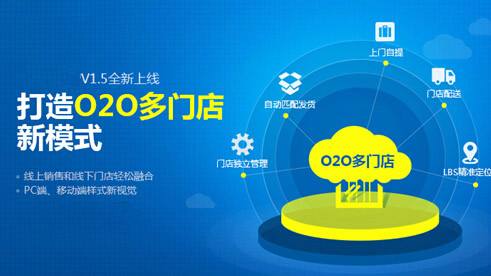 V1.5全新上线
打造O2O多门店
新模式
线上销售和线下门店轻松融合
PC端、移动端样式新视觉
上门自提
门店配送
自动匹配发货
门店独立管理
O2O多门店
LBS精准定位